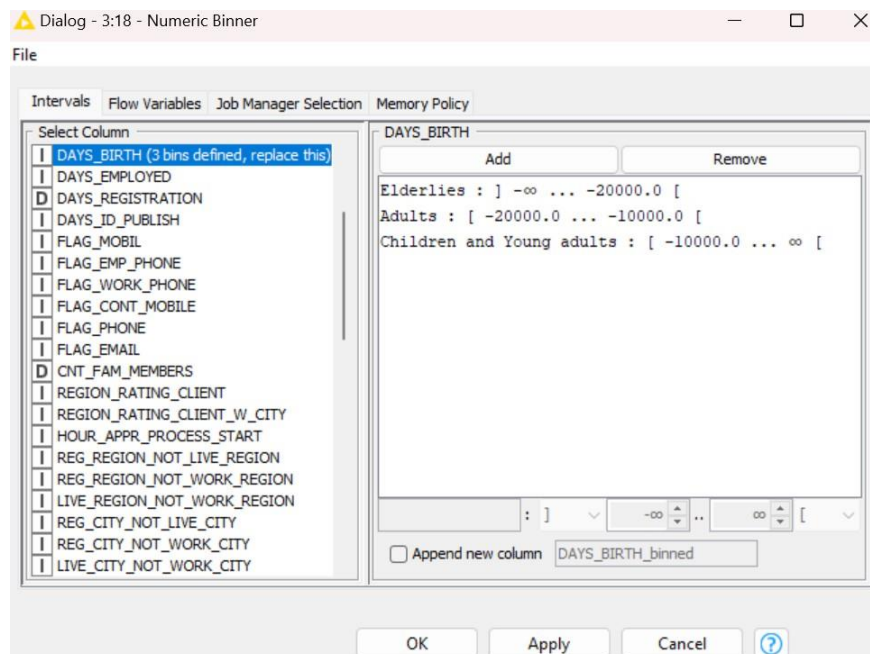 Dialog - 3:18 - Numeric Binner
File
Intervals Flow Variables Job Manager Selection Memory Policy
Select Column
I DAYS_BIRTH (3 bins defined, replace this)
I DAYS_EMPLOYED
D DAYS_REGISTRATION
I DAYS_ID_PUBLISH
I FLAG_MOBIL
I FLAG_EMP_PHONE
I FLAG_WORK_PHONE
I FLAG_CONT_MOBILE
I FLAG_PHONE
I FLAG_EMAIL
D CNT_FAM_MEMBERS
I REGION_RATING_CLIENT
I REGION_RATING_CLIENT_W_CITY
I HOUR_APPR_PROCESS_START
I REG_REGION_NOT_LIVE_REGION
I REG_REGION_NOT_WORK_REGION
I LIVE_REGION_NOT_WORK_REGION
I REG_CITY_NOT_LIVE_CITY
I REG_CITY_NOT_WORK_CITY
I LIVE_CITY_NOT_WORK_CITY
DAYS_BIRTH
Add Remove
Elderlies : ] -∞ ... -20000.0 [
Adults : [ -20000.0 ... -10000.0 [
Children and Young adults : [ -10000.0 ... ∞ [
: ] -∞ .. ∞ [
Append new column DAYS_BIRTH_binned
OK Apply Cancel ?